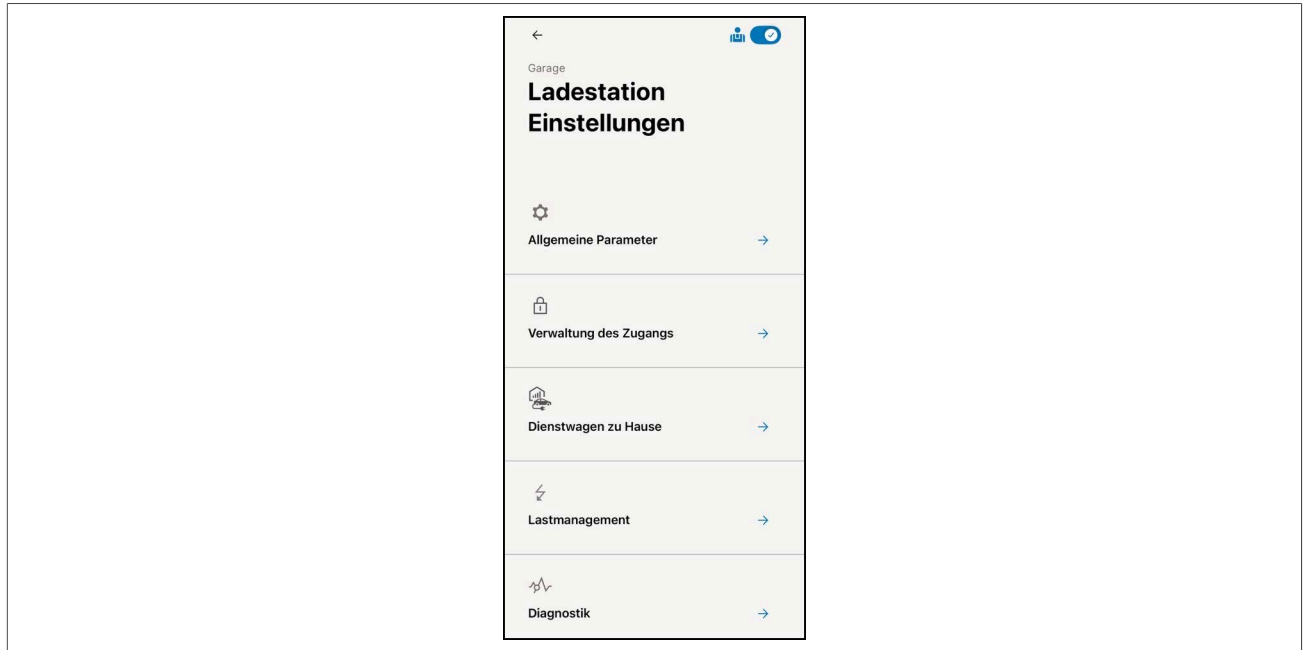 Garage
Ladestation
Einstellungen
Allgemeine Parameter
Verwaltung des Zugangs
Dienstwagen zu Hause
Lastmanagement
Diagnostik